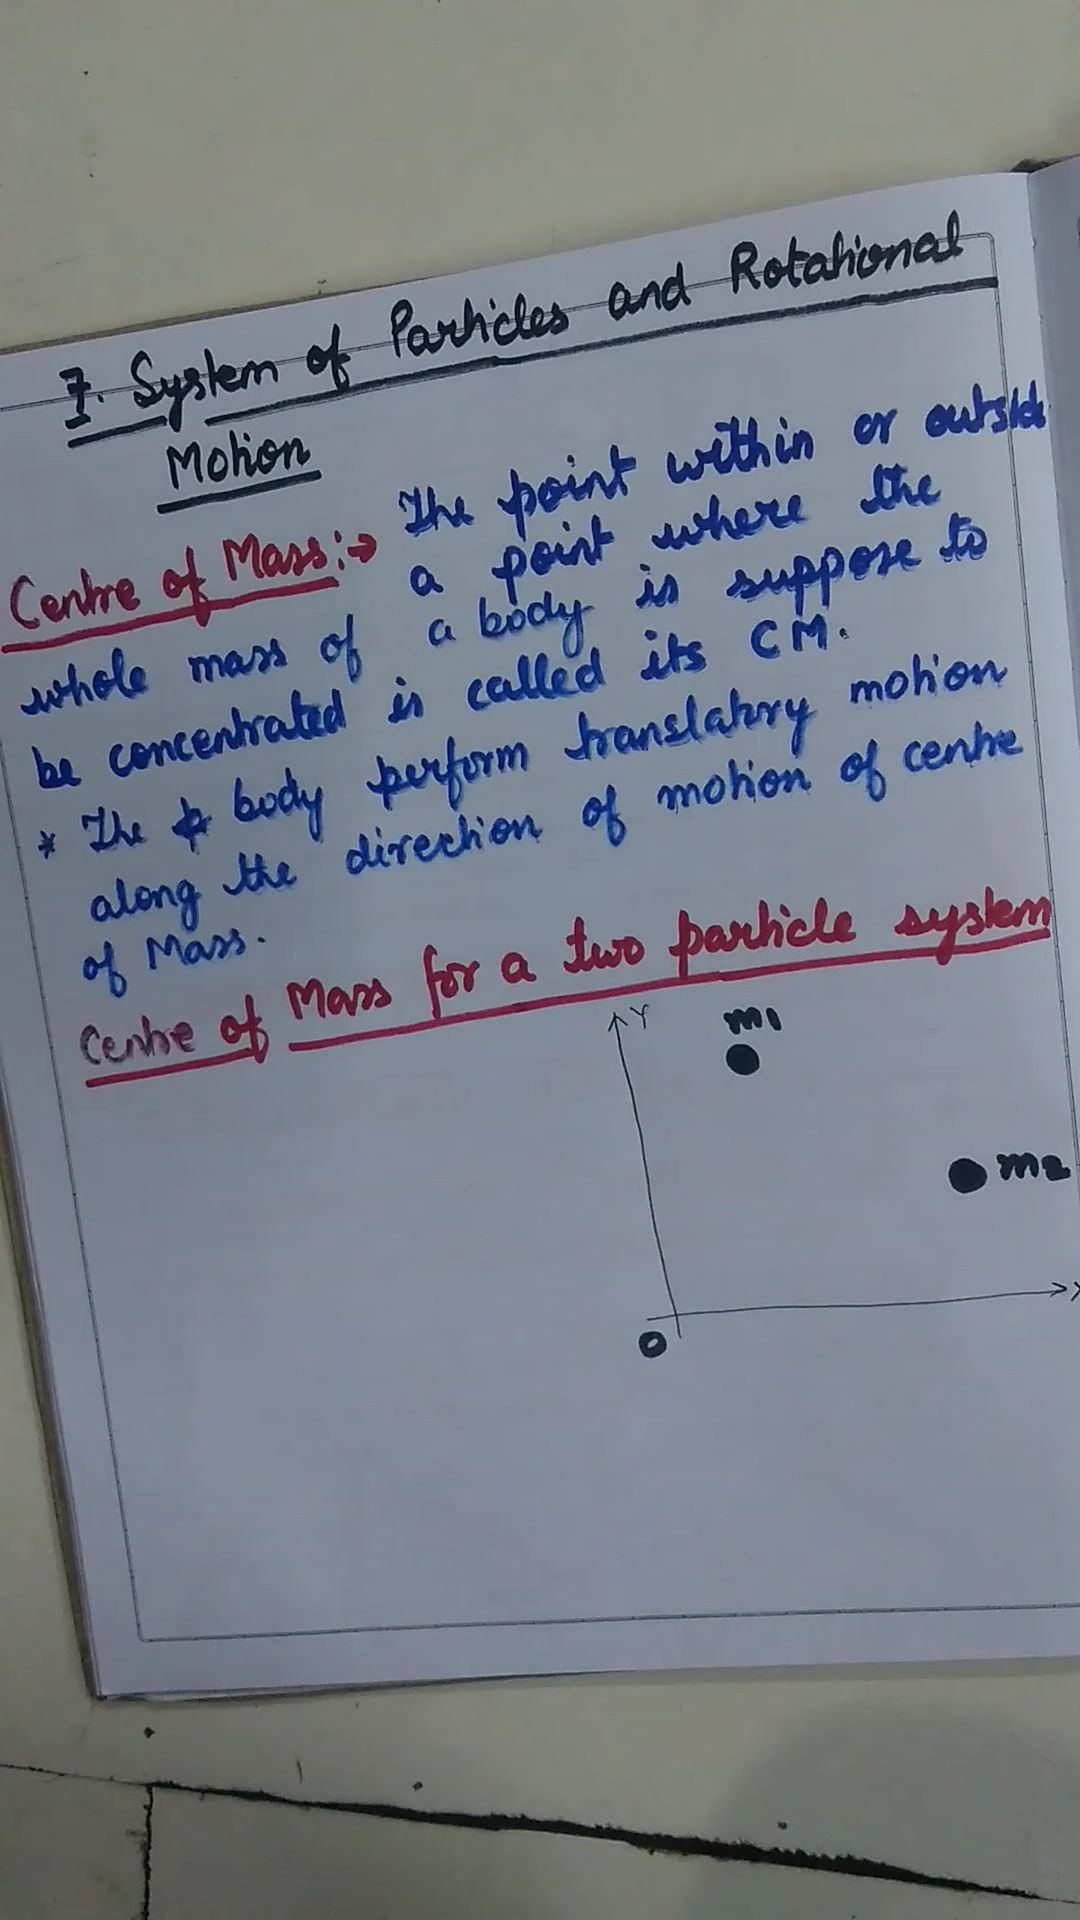 7. System of Particles and Rotational
Motion
Centre of Mass:→ The point within or outside
a point where the
whole mass of a body is suppose to
be concentrated is called its CM.
* The body perform translatory motion
along the direction of motion of centre
of Mass.
Centre of Mass for a two particle system
Y
m1
m2
X
O